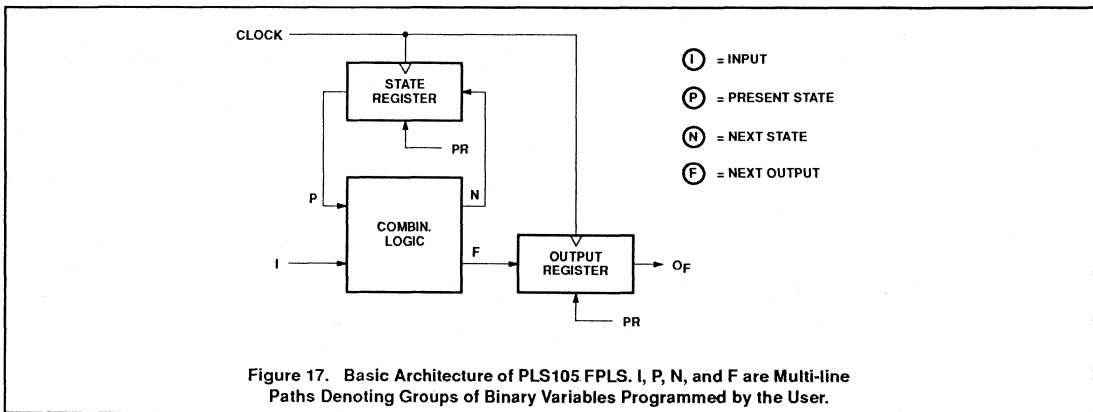 CLOCK
STATE
REGISTER
PR
P
N
COMBIN.
LOGIC
I
F
OUTPUT
REGISTER
OF
PR
I = INPUT
P = PRESENT STATE
N = NEXT STATE
F = NEXT OUTPUT
Figure 17. Basic Architecture of PLS105 FPLS. I, P, N, and F are Multi-line
Paths Denoting Groups of Binary Variables Programmed by the User.